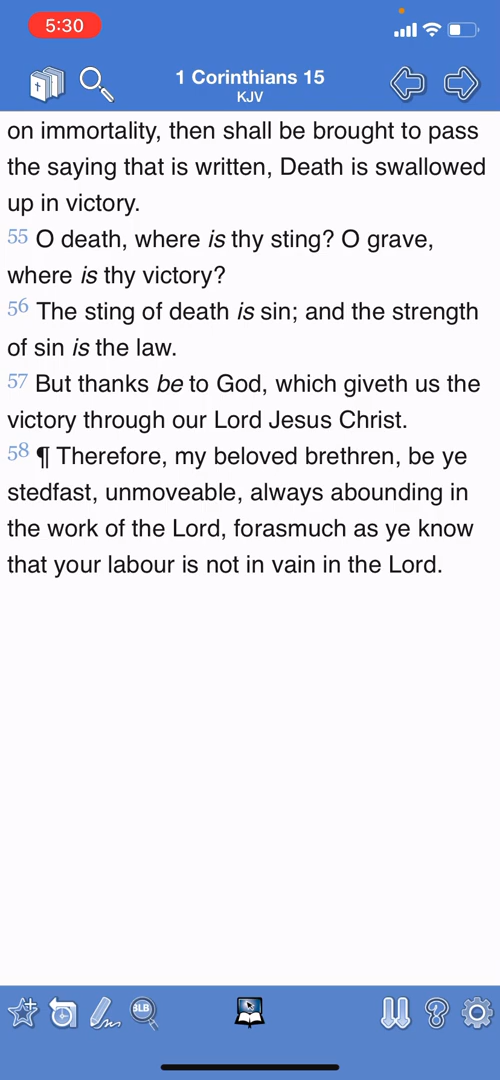 5:30
1 Corinthians 15
KJV
on immortality, then shall be brought to pass
the saying that is written, Death is swallowed
up in victory.
55 O death, where is thy sting? O grave,
where is thy victory?
56 The sting of death is sin; and the strength
of sin is the law.
57 But thanks be to God, which giveth us the
victory through our Lord Jesus Christ.
58 ¶ Therefore, my beloved brethren, be ye
stedfast, unmoveable, always abounding in
the work of the Lord, forasmuch as ye know
that your labour is not in vain in the Lord.
BLB